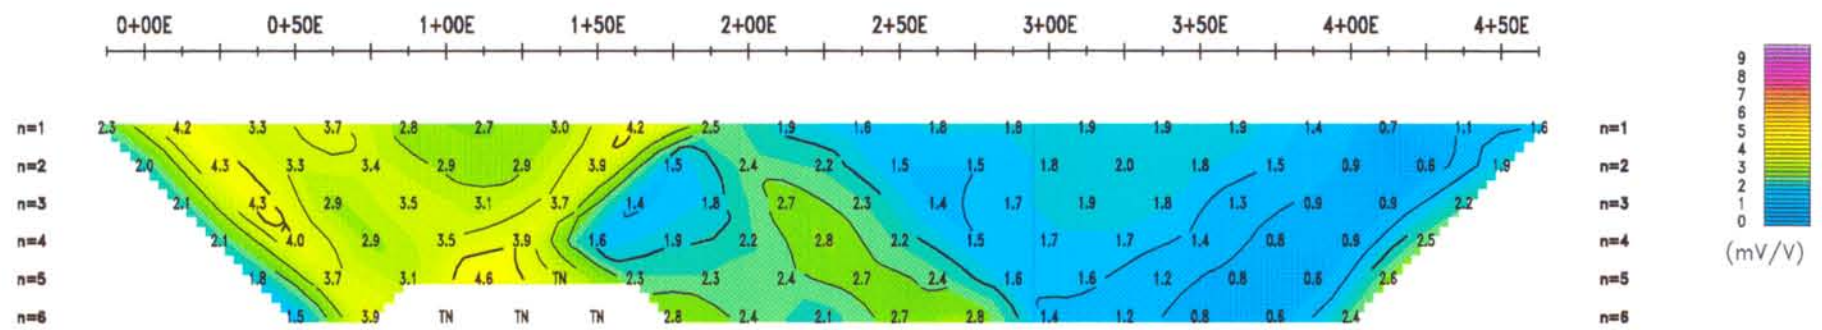 0+00E 0+50E 1+00E 1+50E 2+00E 2+50E 3+00E 3+50E 4+00E 4+50E
n=1 2.3 4.2 3.3 3.7 2.8 2.7 3.0 4.2 2.5 1.9 1.6 1.8 1.8 1.9 1.9 1.9 1.4 0.7 1.1 1.6 n=1
n=2 2.0 4.3 3.3 3.4 2.9 2.9 3.9 1.5 2.4 2.2 1.5 1.5 1.8 2.0 1.8 1.5 0.9 0.6 1.9 n=2
n=3 2.1 4.3 2.9 3.5 3.1 3.7 1.4 1.8 2.7 2.3 1.4 1.7 1.9 1.8 1.3 0.9 0.9 2.2 n=3
n=4 2.1 4.0 2.9 3.5 3.9 1.6 1.9 2.2 2.8 2.2 1.5 1.7 1.7 1.4 0.8 0.9 2.5 n=4
n=5 1.8 3.7 3.1 4.6 TN 2.3 2.3 2.4 2.7 2.4 1.6 1.6 1.2 0.8 0.6 2.6 n=5
n=6 1.5 3.9 TN TN TN 2.8 2.4 2.1 2.7 2.8 1.4 1.2 0.8 0.6 2.4 n=6
9
8
7
6
5
4
3
2
1
0
(mV/V)